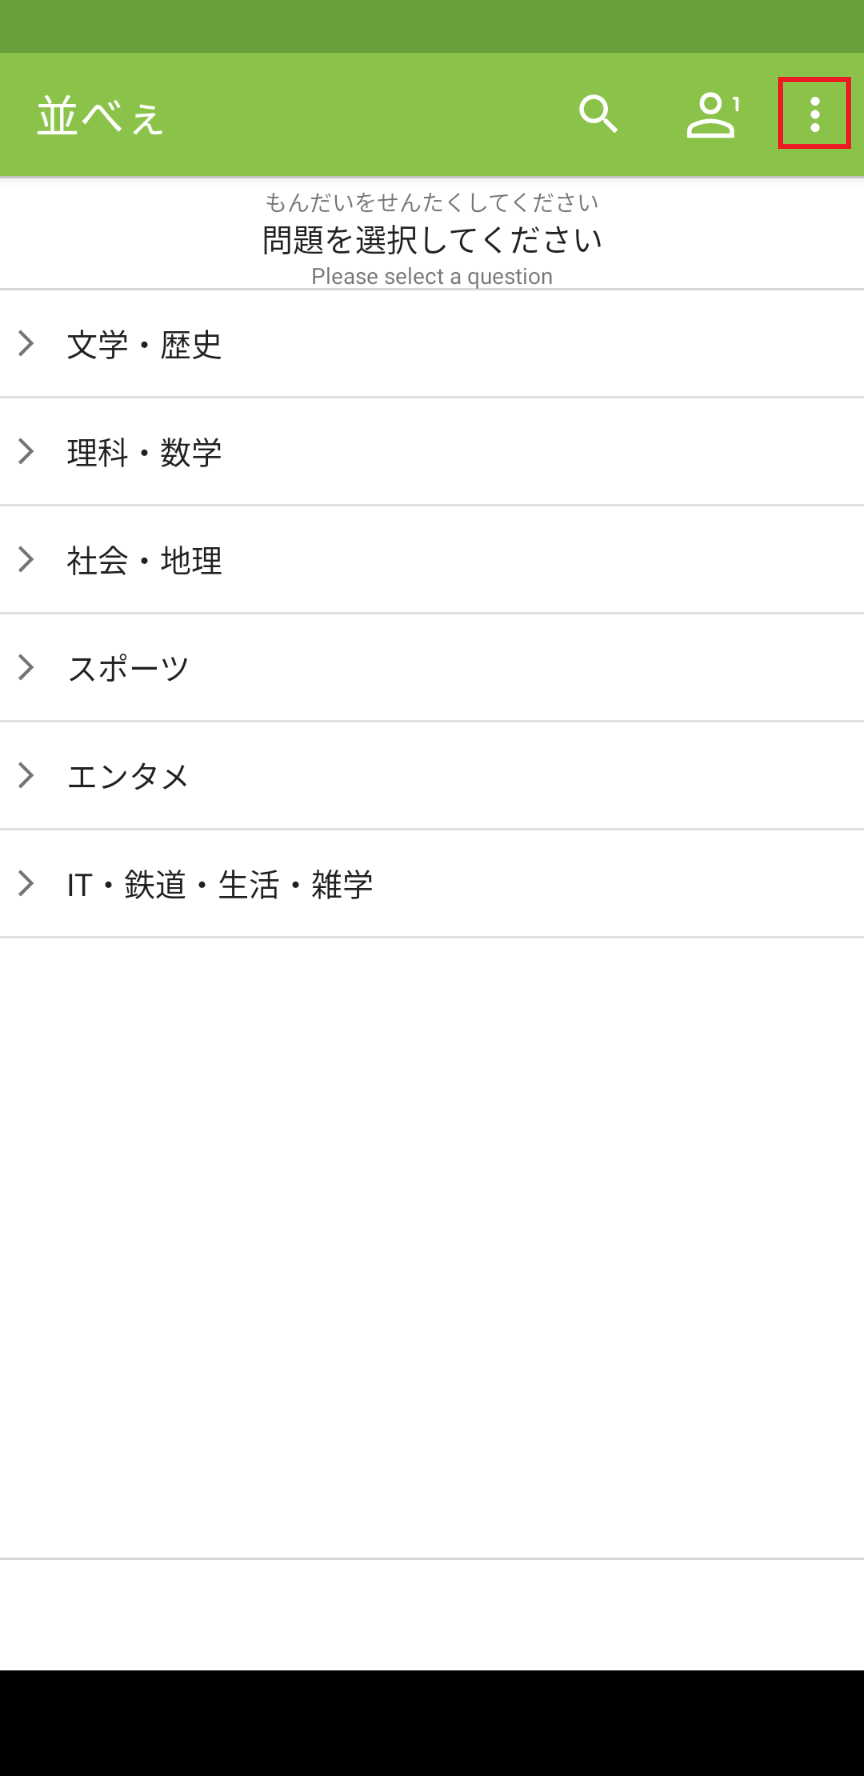 並べぇ
1
もんだいをせんたくしてください
問題を選択してください
Please select a question
文学・歴史
理科・数学
社会・地理
スポーツ
エンタメ
IT・鉄道・生活・雑学